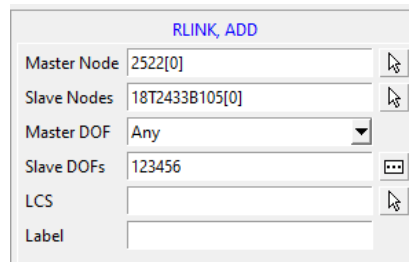 RLINK, ADD
Master Node 2522[0]
Slave Nodes 18T2433B105[0]
Master DOF Any
Slave DOFs 123456
LCS
Label